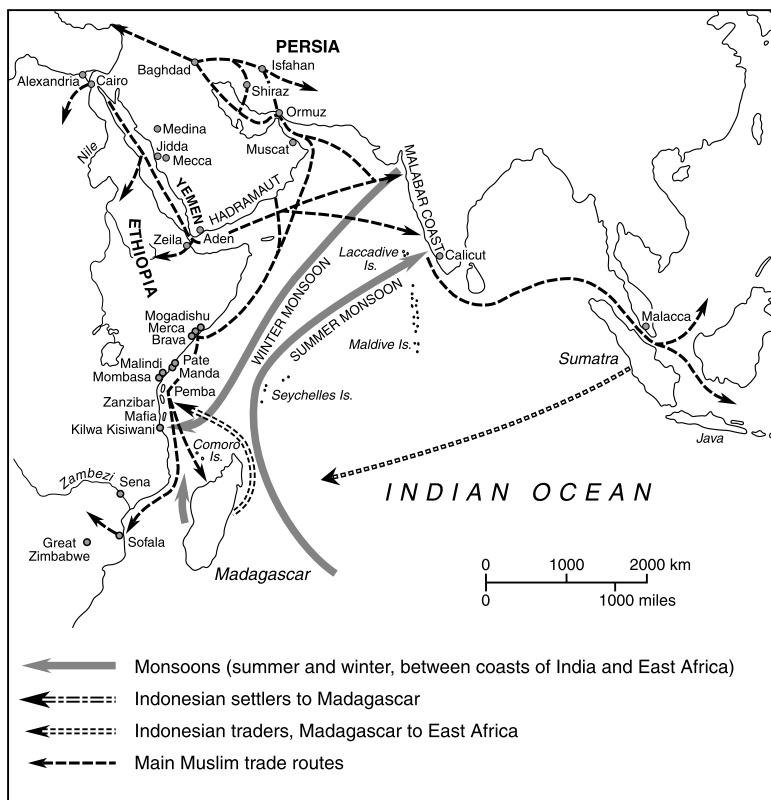 PERSIA
Baghdad
Isfahan
Alexandria
Cairo
Shiraz
Ormuz
Nile
Medina
Jidda
Mecca
Muscat
MALABAR COAST
YEMEN
HADRAMAUT
ETHIOPIA
Zeila
Aden
Laccadive
Is.
Calicut
WINTER MONSOON
SUMMER MONSOON
Mogadishu
Merca
Brava
Malacca
Maldive Is.
Sumatra
Malindi
Pate
Manda
Mombasa
Pemba
Seychelles Is.
Zanzibar
Mafia
Kilwa Kisiwani
Java
Comoro
Is.
Zambezi
Sena
INDIAN OCEAN
Great
Zimbabwe
Sofala
Madagascar
0 1000 2000 km
0 1000 miles
Monsoons (summer and winter, between coasts of India and East Africa)
Indonesian settlers to Madagascar
Indonesian traders, Madagascar to East Africa
Main Muslim trade routes